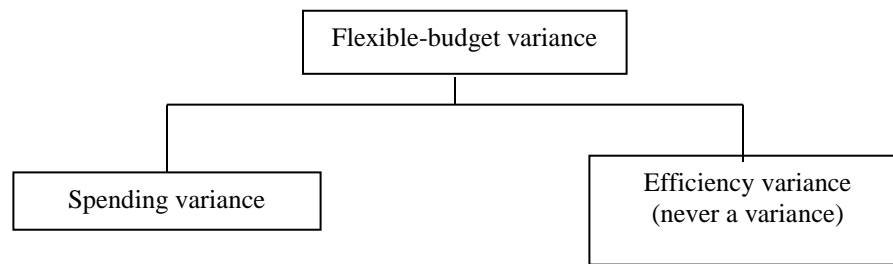 Flexible-budget variance
Spending variance
Efficiency variance
(never a variance)